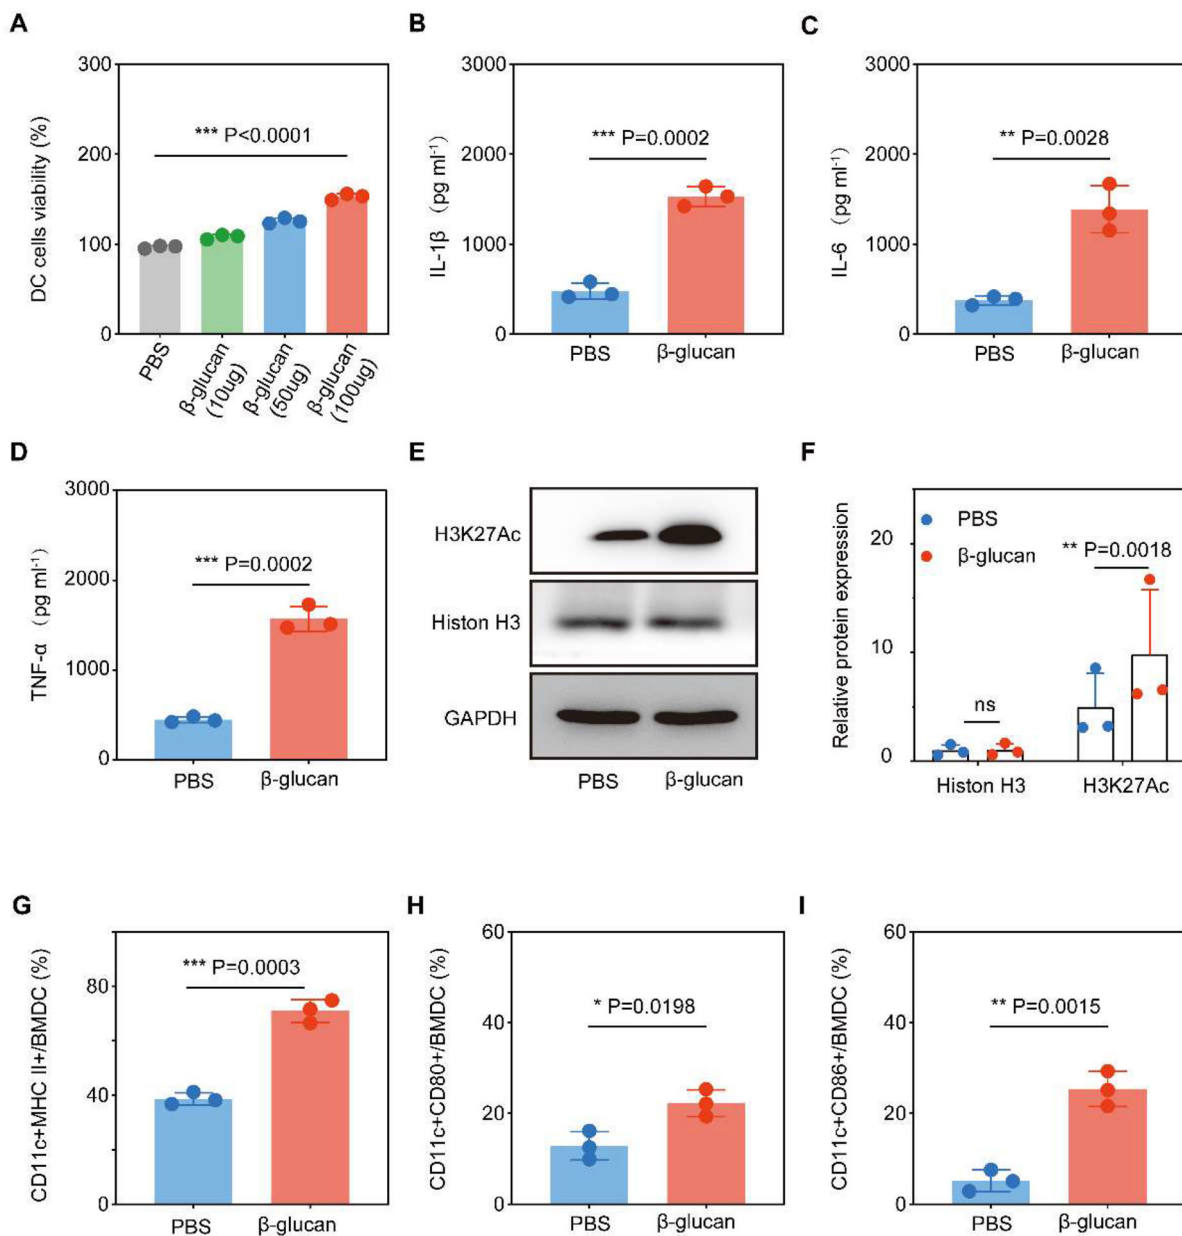 A
DC cells viability (%)
300
200
100
0
*** P<0.0001
PBS
β-glucan
(10ug)
β-glucan
(50ug)
β-glucan
(100ug)
B
IL-1β （pg ml⁻¹)
3000
2000
1000
0
*** P=0.0002
PBS
β-glucan
C
IL-6 （pg ml⁻¹)
3000
2000
1000
0
** P=0.0028
PBS
β-glucan
D
TNF-α （pg ml⁻¹)
3000
2000
1000
0
*** P=0.0002
PBS
β-glucan
E
H3K27Ac
Histon H3
GAPDH
PBS
β-glucan
F
Relative protein expression
20
10
0
PBS
β-glucan
** P=0.0018
ns
Histon H3
H3K27Ac
G
CD11c+MHC II+/BMDC (%)
80
40
0
*** P=0.0003
PBS
β-glucan
H
CD11c+CD80+/BMDC (%)
60
40
20
0
* P=0.0198
PBS
β-glucan
I
CD11c+CD86+/BMDC (%)
60
40
20
0
** P=0.0015
PBS
β-glucan